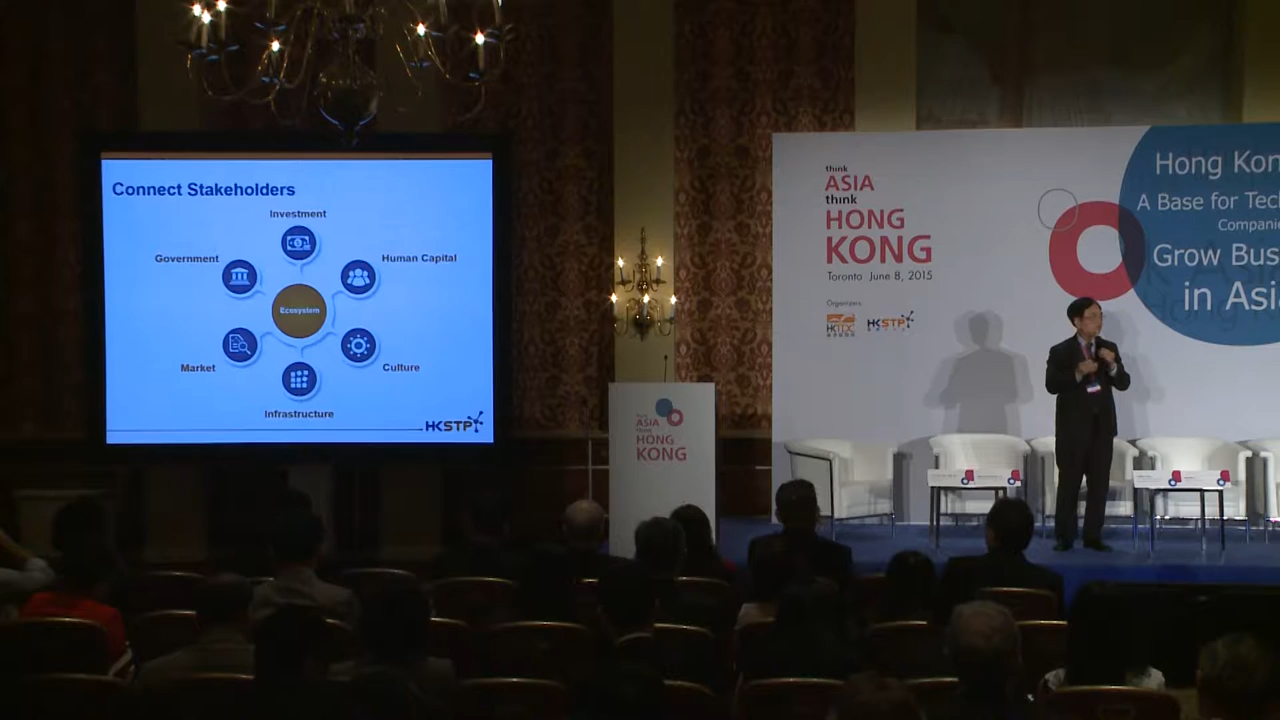 Connect Stakeholders
Investment
Government
Human Capital
Ecosystem
Market
Culture
Infrastructure
HKSTP
think
ASIA
think
HONG
KONG
Toronto June 8, 2015
Organizers
HKTDC
HKSTP
Hong Kon
A Base for Tec
Companie
Grow Bus
in Asi
ASIA
HONG
KONG